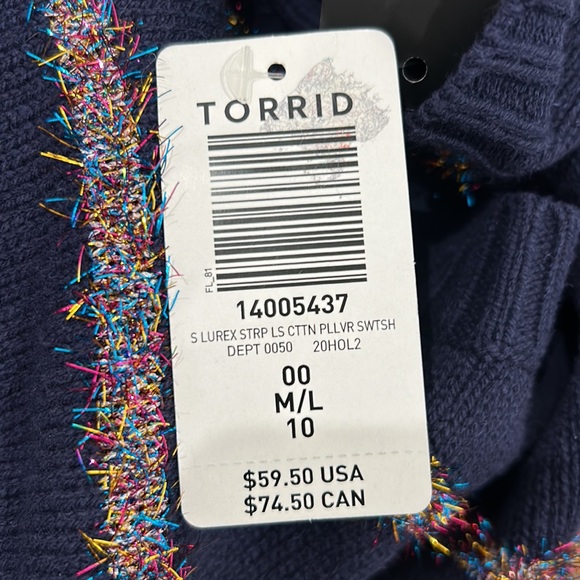 TORRID
FL_81
14005437
S LUREX STRP LS CTTN PLLVR SWTSH
DEPT 0050 20HOL2
00
M/L
10
$59.50 USA
$74.50 CAN